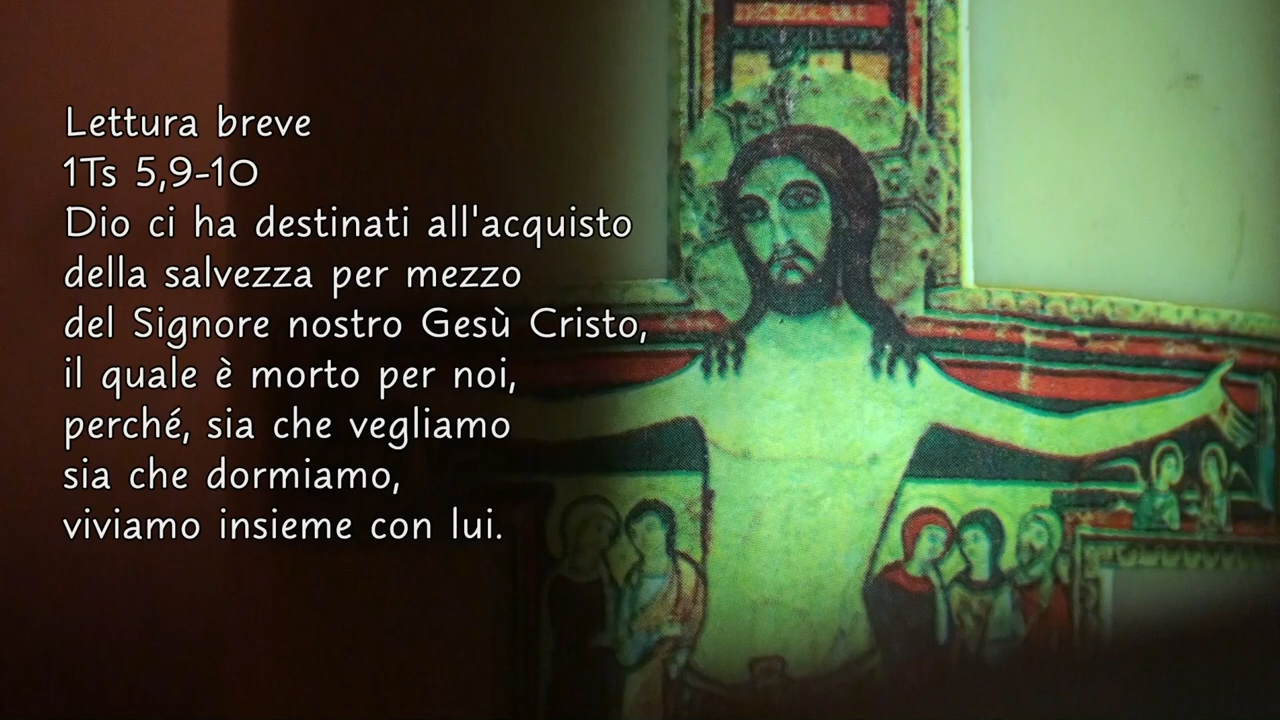 Lettura breve
1Ts 5,9-10
Dio ci ha destinati all'acquisto
della salvezza per mezzo
del Signore nostro Gesù Cristo,
il quale è morto per noi,
perché, sia che vegliamo
sia che dormiamo,
viviamo insieme con lui.